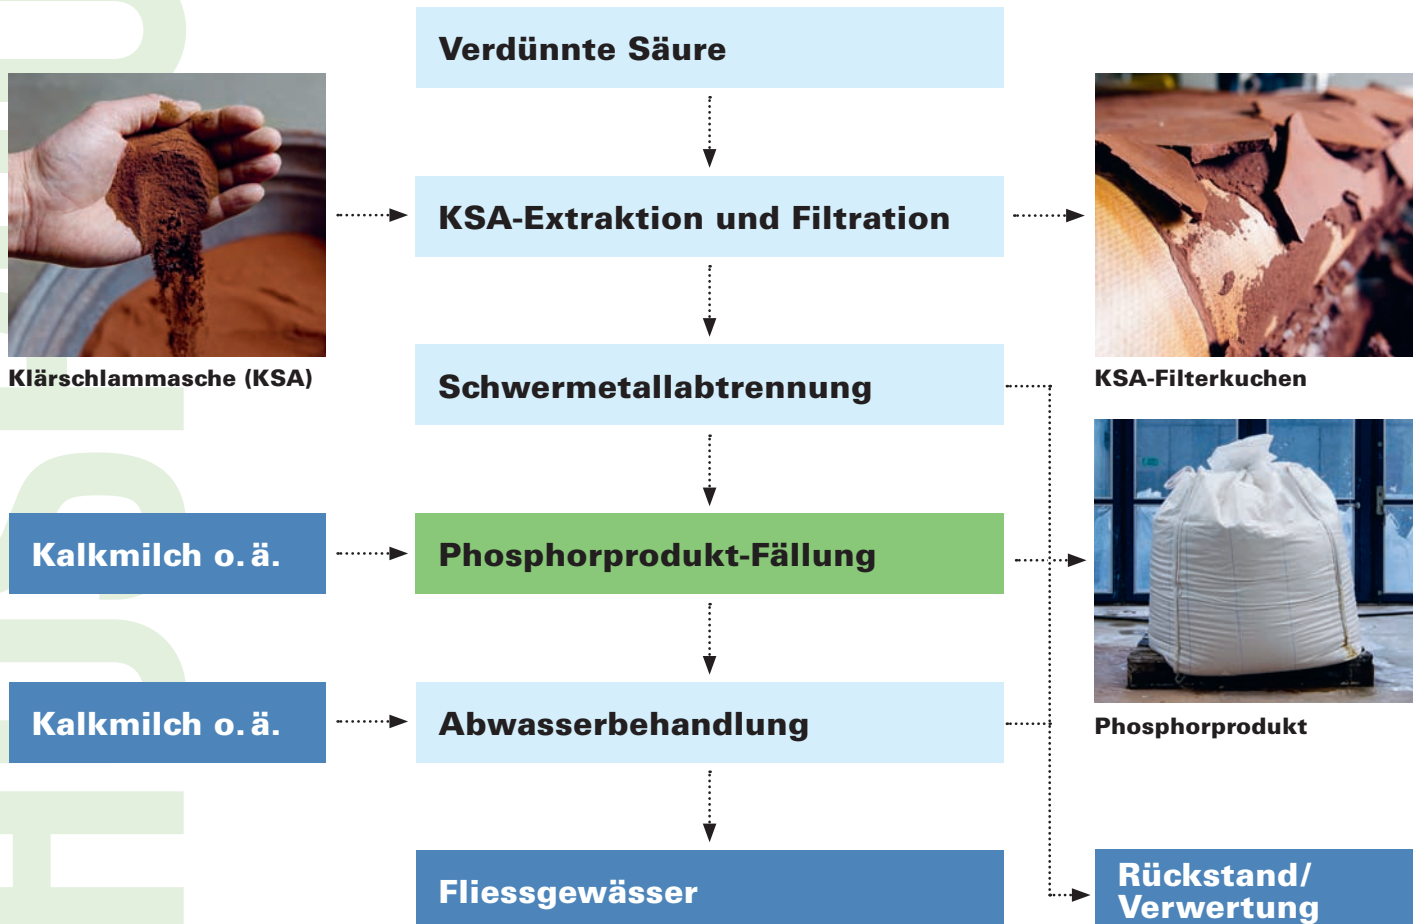 Verdünnte Säure
KSA-Extraktion und Filtration
Klärschlammasche (KSA)
KSA-Filterkuchen
Schwermetallabtrennung
Kalkmilch o. ä.
Phosphorprodukt-Fällung
Phosphorprodukt
Kalkmilch o. ä.
Abwasserbehandlung
Fliessgewässer
Rückstand/
Verwertung